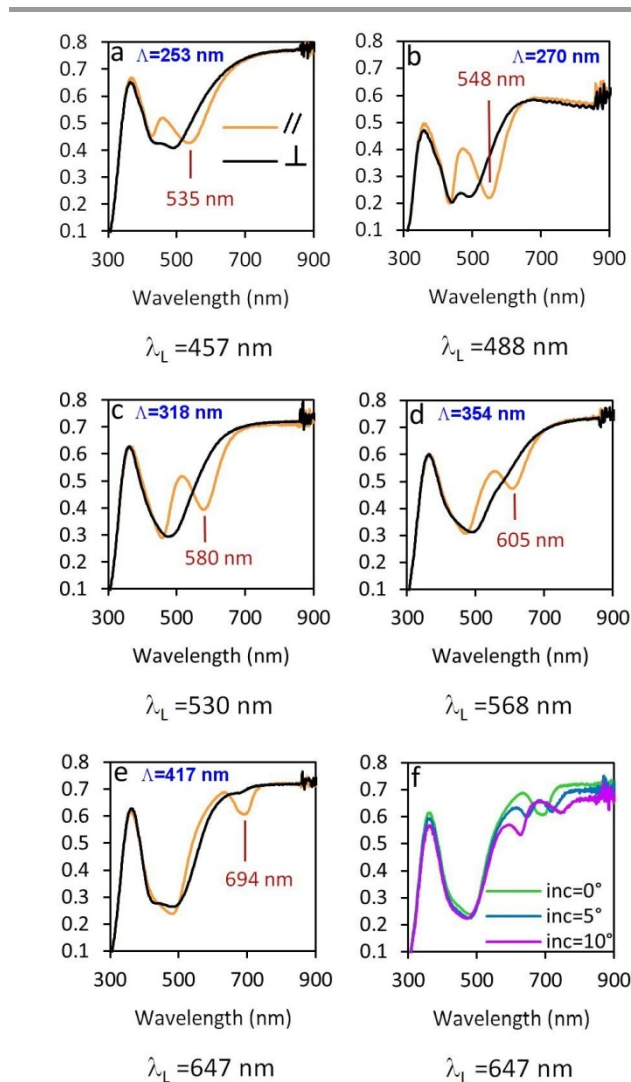 a Λ=253 nm
b Λ=270 nm
0.8
0.7
0.6
0.5
0.4
0.3
0.2
0.1
//
⊥
535 nm
300 500 700 900
Wavelength (nm)
λL =457 nm
0.8
0.7
0.6
0.5
0.4
0.3
0.2
0.1
548 nm
300 500 700 900
Wavelength (nm)
λL =488 nm
c Λ=318 nm
0.8
0.7
0.6
0.5
0.4
0.3
0.2
0.1
580 nm
300 500 700 900
Wavelength (nm)
λL =530 nm
d Λ=354 nm
0.8
0.7
0.6
0.5
0.4
0.3
0.2
0.1
605 nm
300 500 700 900
Wavelength (nm)
λL =568 nm
e Λ=417 nm
0.8
0.7
0.6
0.5
0.4
0.3
0.2
0.1
694 nm
300 500 700 900
Wavelength (nm)
λL =647 nm
f
0.8
0.7
0.6
0.5
0.4
0.3
0.2
0.1
inc=0°
inc=5°
inc=10°
300 500 700 900
Wavelength (nm)
λL =647 nm